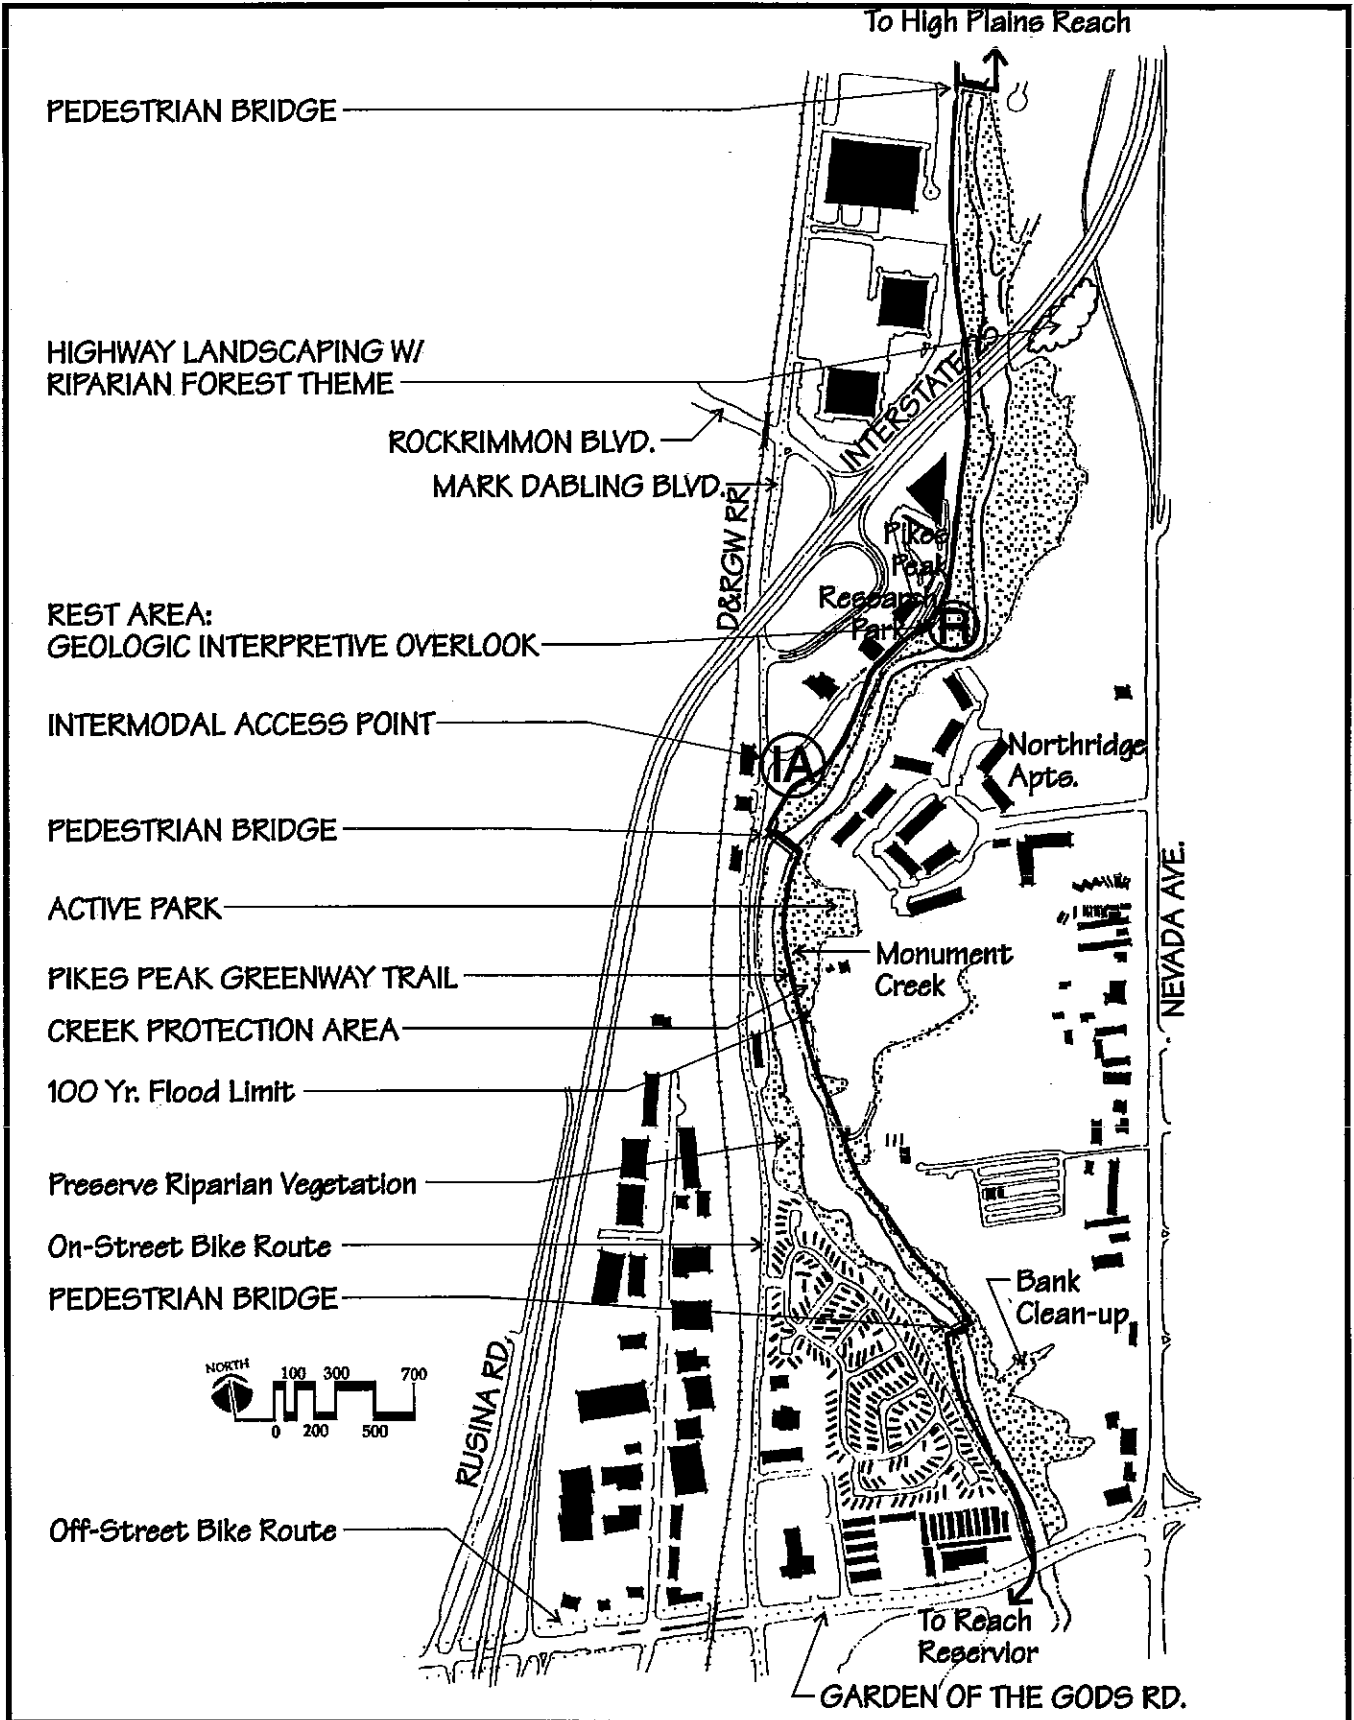 To High Plains Reach
PEDESTRIAN BRIDGE
HIGHWAY LANDSCAPING W/
RIPARIAN FOREST THEME
INTERSTATE 25
ROCKRIMMON BLVD.
MARK DABLING BLVD.
D&RGW RR
Pikes
Peak
Research
Park
R
REST AREA:
GEOLOGIC INTERPRETIVE OVERLOOK
INTERMODAL ACCESS POINT
IA
Northridge
Apts.
PEDESTRIAN BRIDGE
NEVADA AVE.
ACTIVE PARK
Monument
Creek
PIKES PEAK GREENWAY TRAIL
CREEK PROTECTION AREA
100 Yr. Flood Limit
Preserve Riparian Vegetation
On-Street Bike Route
PEDESTRIAN BRIDGE
Bank
Clean-up
NORTH
100 300 700
0 200 500
RUSINA RD.
Off-Street Bike Route
To Reach
Reservior
GARDEN OF THE GODS RD.